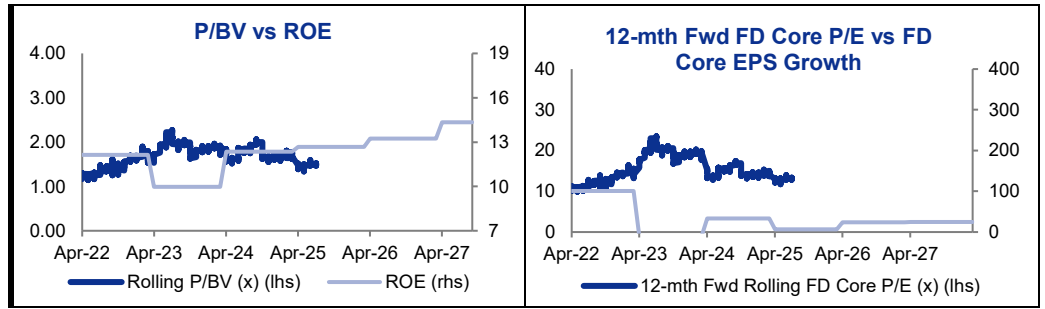 P/BV vs ROE
4.00
3.00
2.00
1.00
0.00
19
16
13
10
7
Apr-22 Apr-23 Apr-24 Apr-25 Apr-26 Apr-27
Rolling P/BV (x) (lhs) ROE (rhs)
12-mth Fwd FD Core P/E vs FD
Core EPS Growth
40
30
20
10
0
400
300
200
100
0
Apr-22 Apr-23 Apr-24 Apr-25 Apr-26 Apr-27
12-mth Fwd Rolling FD Core P/E (x) (lhs)